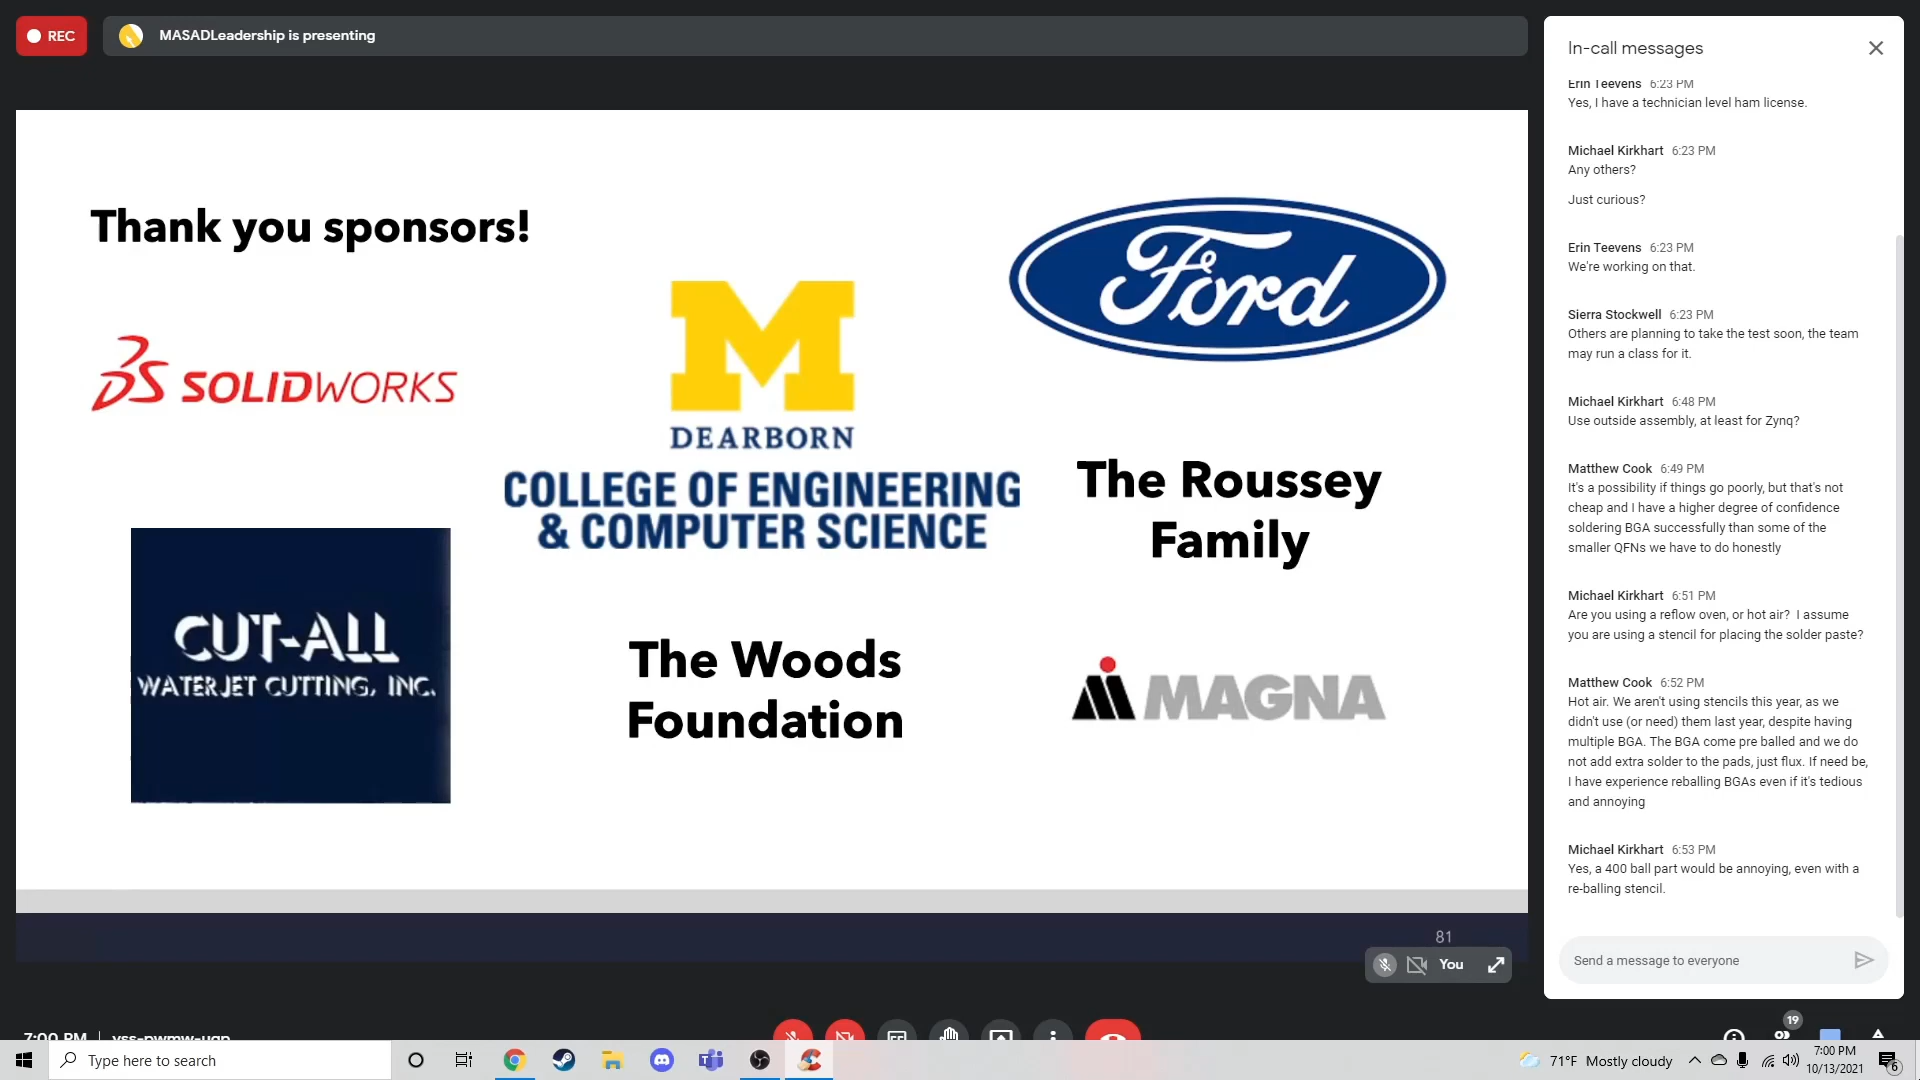 REC
MASADLeadership is presenting
Thank you sponsors!
Ford
SOLIDWORKS
M
DEARBORN
COLLEGE OF ENGINEERING
& COMPUTER SCIENCE
The Roussey
Family
CUT-ALL
WATERJET CUTTING, INC.
The Woods
Foundation
MAGNA
81
You
In-call messages
Erin Teevens 6:23 PM
Yes, I have a technician level ham license.
Michael Kirkhart 6:23 PM
Any others?
Just curious?
Erin Teevens 6:23 PM
We're working on that.
Sierra Stockwell 6:23 PM
Others are planning to take the test soon, the team
may run a class for it.
Michael Kirkhart 6:48 PM
Use outside assembly, at least for Zynq?
Matthew Cook 6:49 PM
It's a possibility if things go poorly, but that's not
cheap and I have a higher degree of confidence
soldering BGA successfully than some of the
smaller QFNs we have to do honestly
Michael Kirkhart 6:51 PM
Are you using a reflow oven, or hot air?  I assume
you are using a stencil for placing the solder paste?
Matthew Cook 6:52 PM
Hot air. We aren't using stencils this year, as we
didn't use (or need) them last year, despite having
multiple BGA. The BGA come pre balled and we do
not add extra solder to the pads, just flux. If need be,
I have experience reballing BGAs even if it's tedious
and annoying
Michael Kirkhart 6:53 PM
Yes, a 400 ball part would be annoying, even with a
re-balling stencil.
Send a message to everyone
7:00 PM
19
Type here to search
71°F Mostly cloudy
7:00 PM
10/13/2021
6